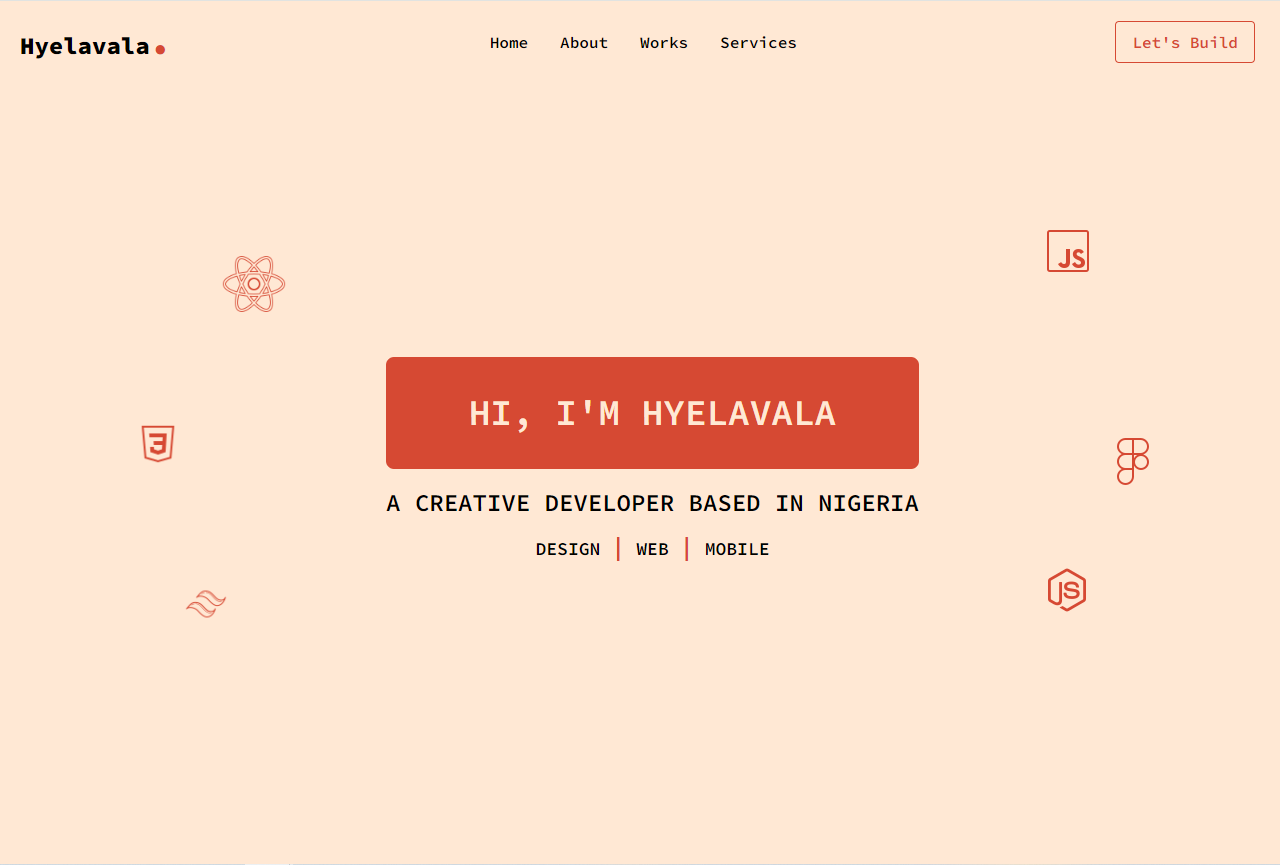 Hyelavala
Home About Works Services
Let's Build
JS
HI, I'M HYELAVALA
3
A CREATIVE DEVELOPER BASED IN NIGERIA
DESIGN | WEB | MOBILE
JS